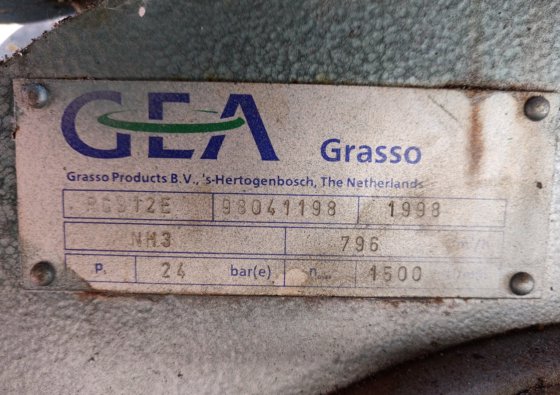 GEA Grasso
Grasso Products B.V., 's-Hertogenbosch, The Netherlands
98041198 1998
NH3 796
p. 24 bar(e) n 1500